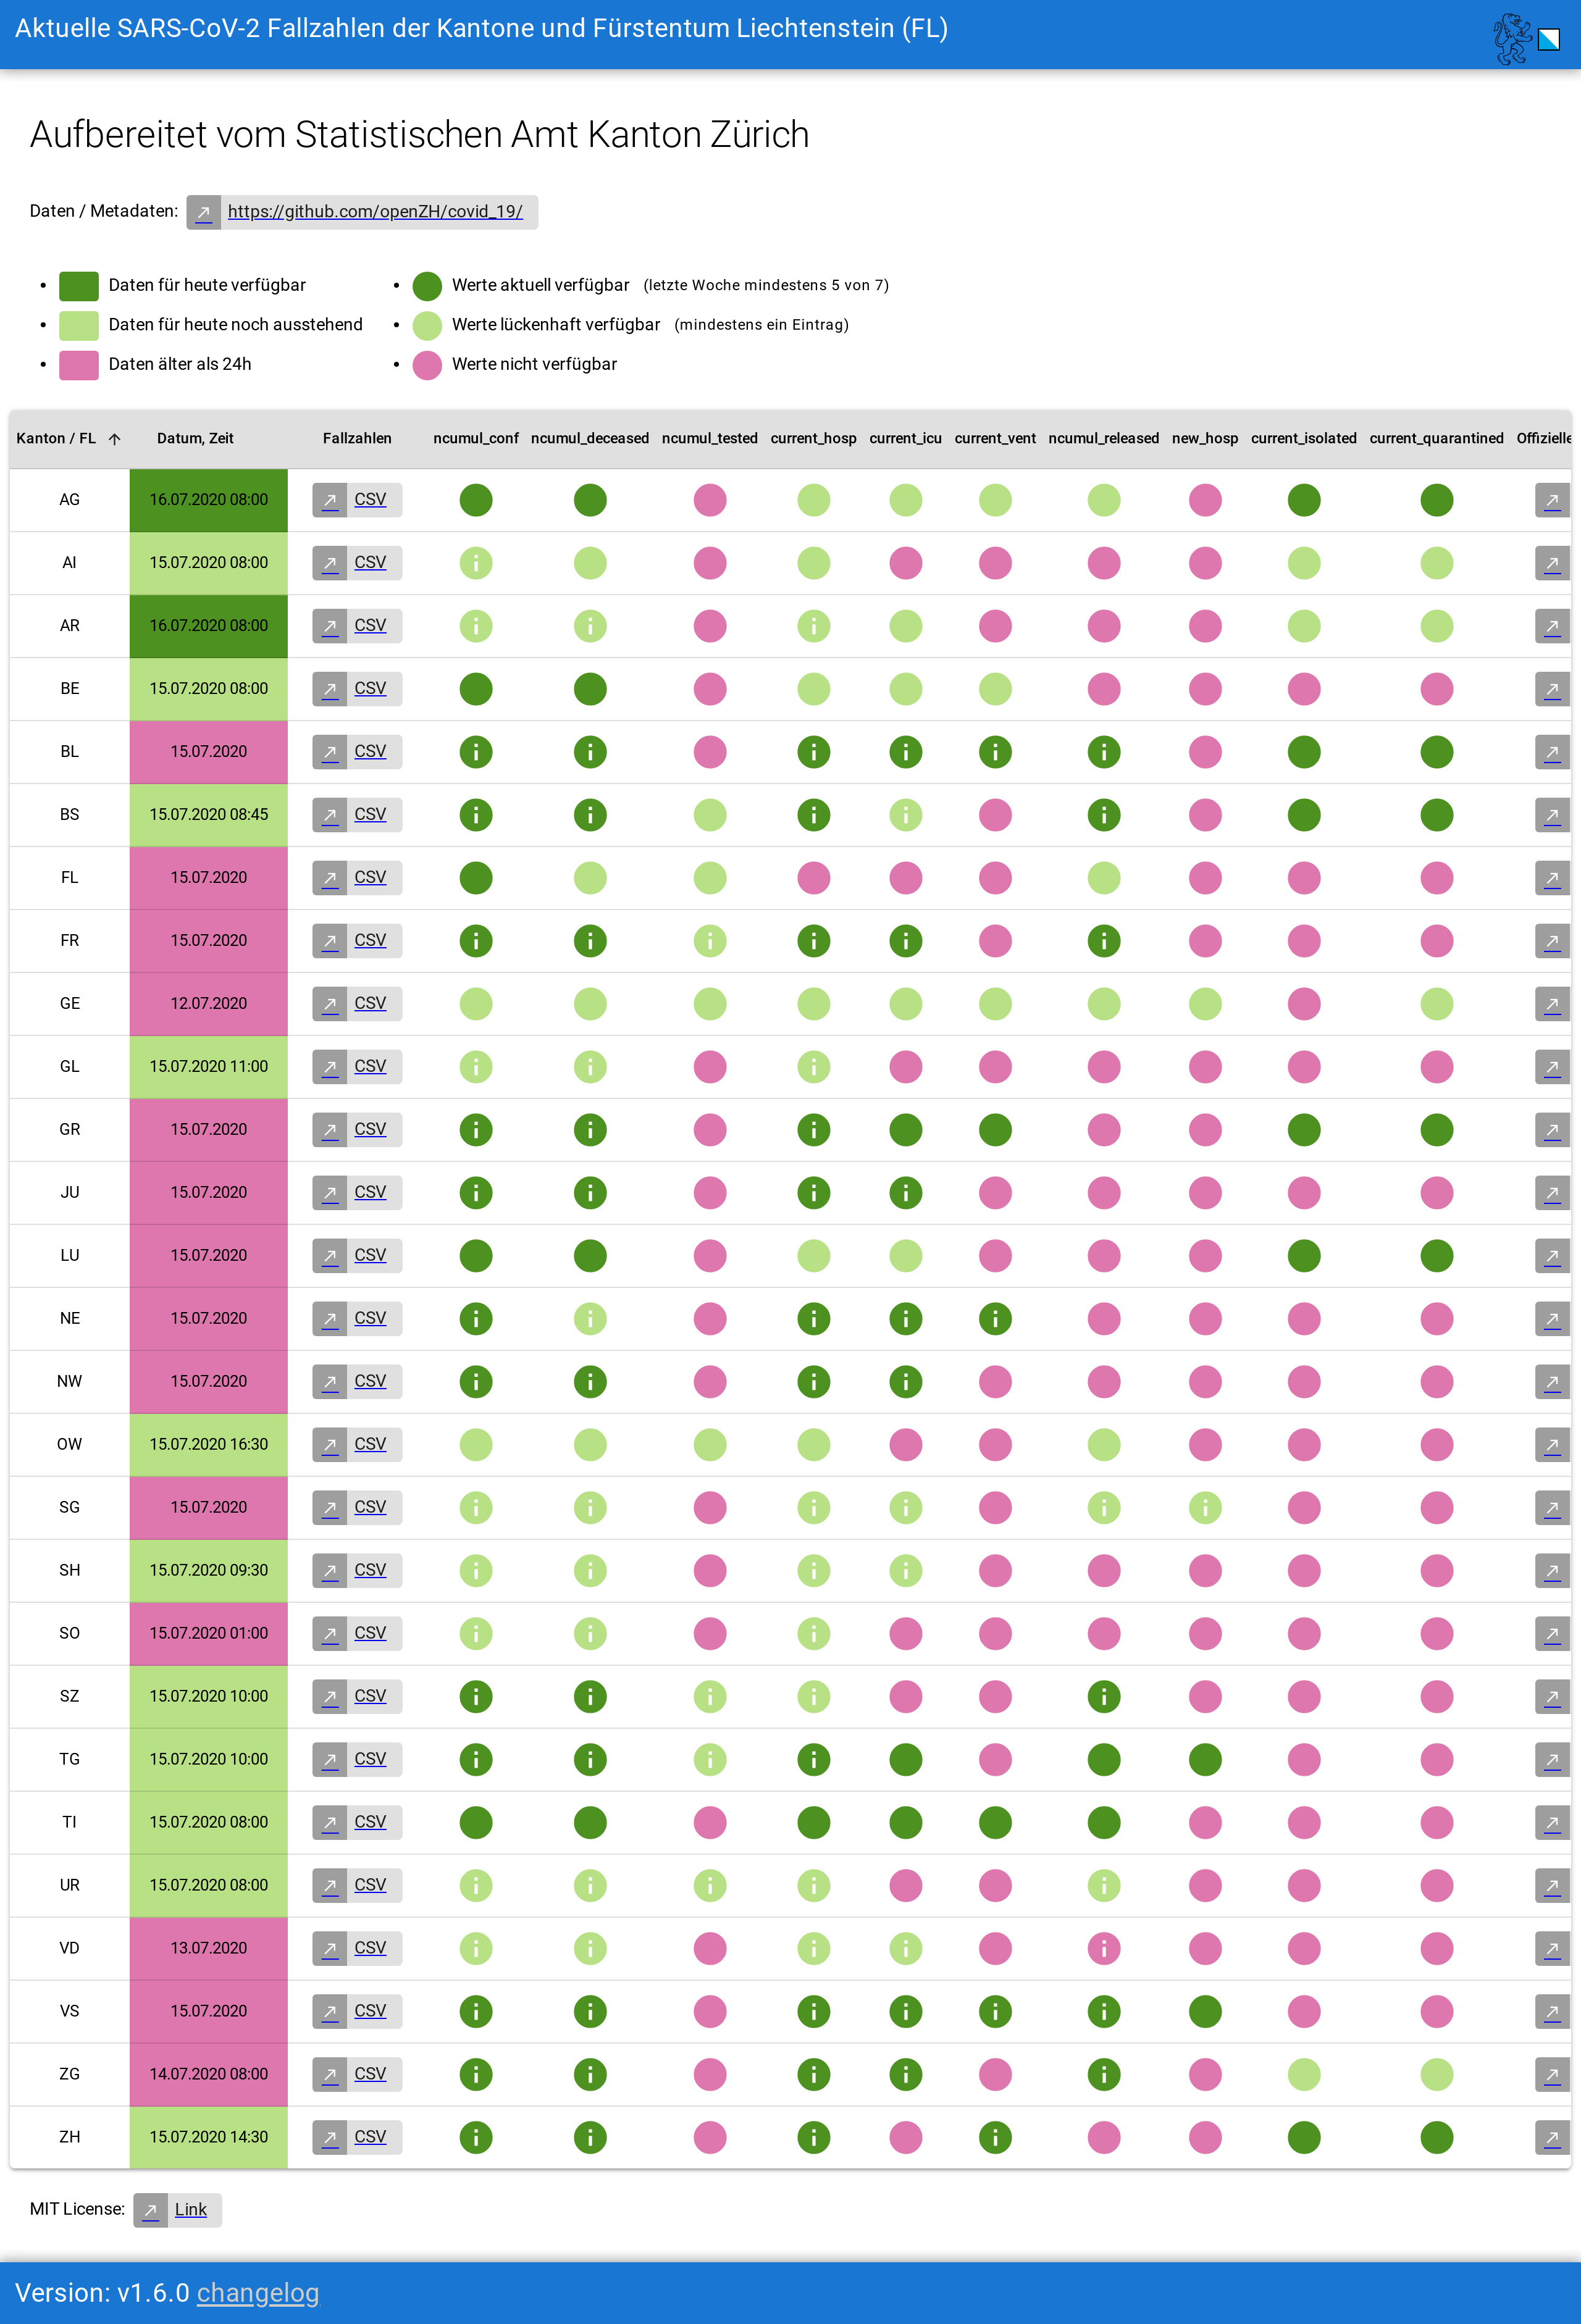 Aktuelle SARS-CoV-2 Fallzahlen der Kantone und Fürstentum Liechtenstein (FL)
Aufbereitet vom Statistischen Amt Kanton Zürich
Daten / Metadaten: https://github.com/openZH/covid_19/
Daten für heute verfügbar
Daten für heute noch ausstehend
Daten älter als 24h
Werte aktuell verfügbar (letzte Woche mindestens 5 von 7)
Werte lückenhaft verfügbar (mindestens ein Eintrag)
Werte nicht verfügbar
Kanton / FL Datum, Zeit Fallzahlen ncumul_conf ncumul_deceased ncumul_tested current_hosp current_icu current_vent ncumul_released new_hosp current_isolated current_quarantined Offizielle
AG 16.07.2020 08:00 CSV
AI 15.07.2020 08:00 CSV
AR 16.07.2020 08:00 CSV
BE 15.07.2020 08:00 CSV
BL 15.07.2020 CSV
BS 15.07.2020 08:45 CSV
FL 15.07.2020 CSV
FR 15.07.2020 CSV
GE 12.07.2020 CSV
GL 15.07.2020 11:00 CSV
GR 15.07.2020 CSV
JU 15.07.2020 CSV
LU 15.07.2020 CSV
NE 15.07.2020 CSV
NW 15.07.2020 CSV
OW 15.07.2020 16:30 CSV
SG 15.07.2020 CSV
SH 15.07.2020 09:30 CSV
SO 15.07.2020 01:00 CSV
SZ 15.07.2020 10:00 CSV
TG 15.07.2020 10:00 CSV
TI 15.07.2020 08:00 CSV
UR 15.07.2020 08:00 CSV
VD 13.07.2020 CSV
VS 15.07.2020 CSV
ZG 14.07.2020 08:00 CSV
ZH 15.07.2020 14:30 CSV
MIT License: Link
Version: v1.6.0 changelog